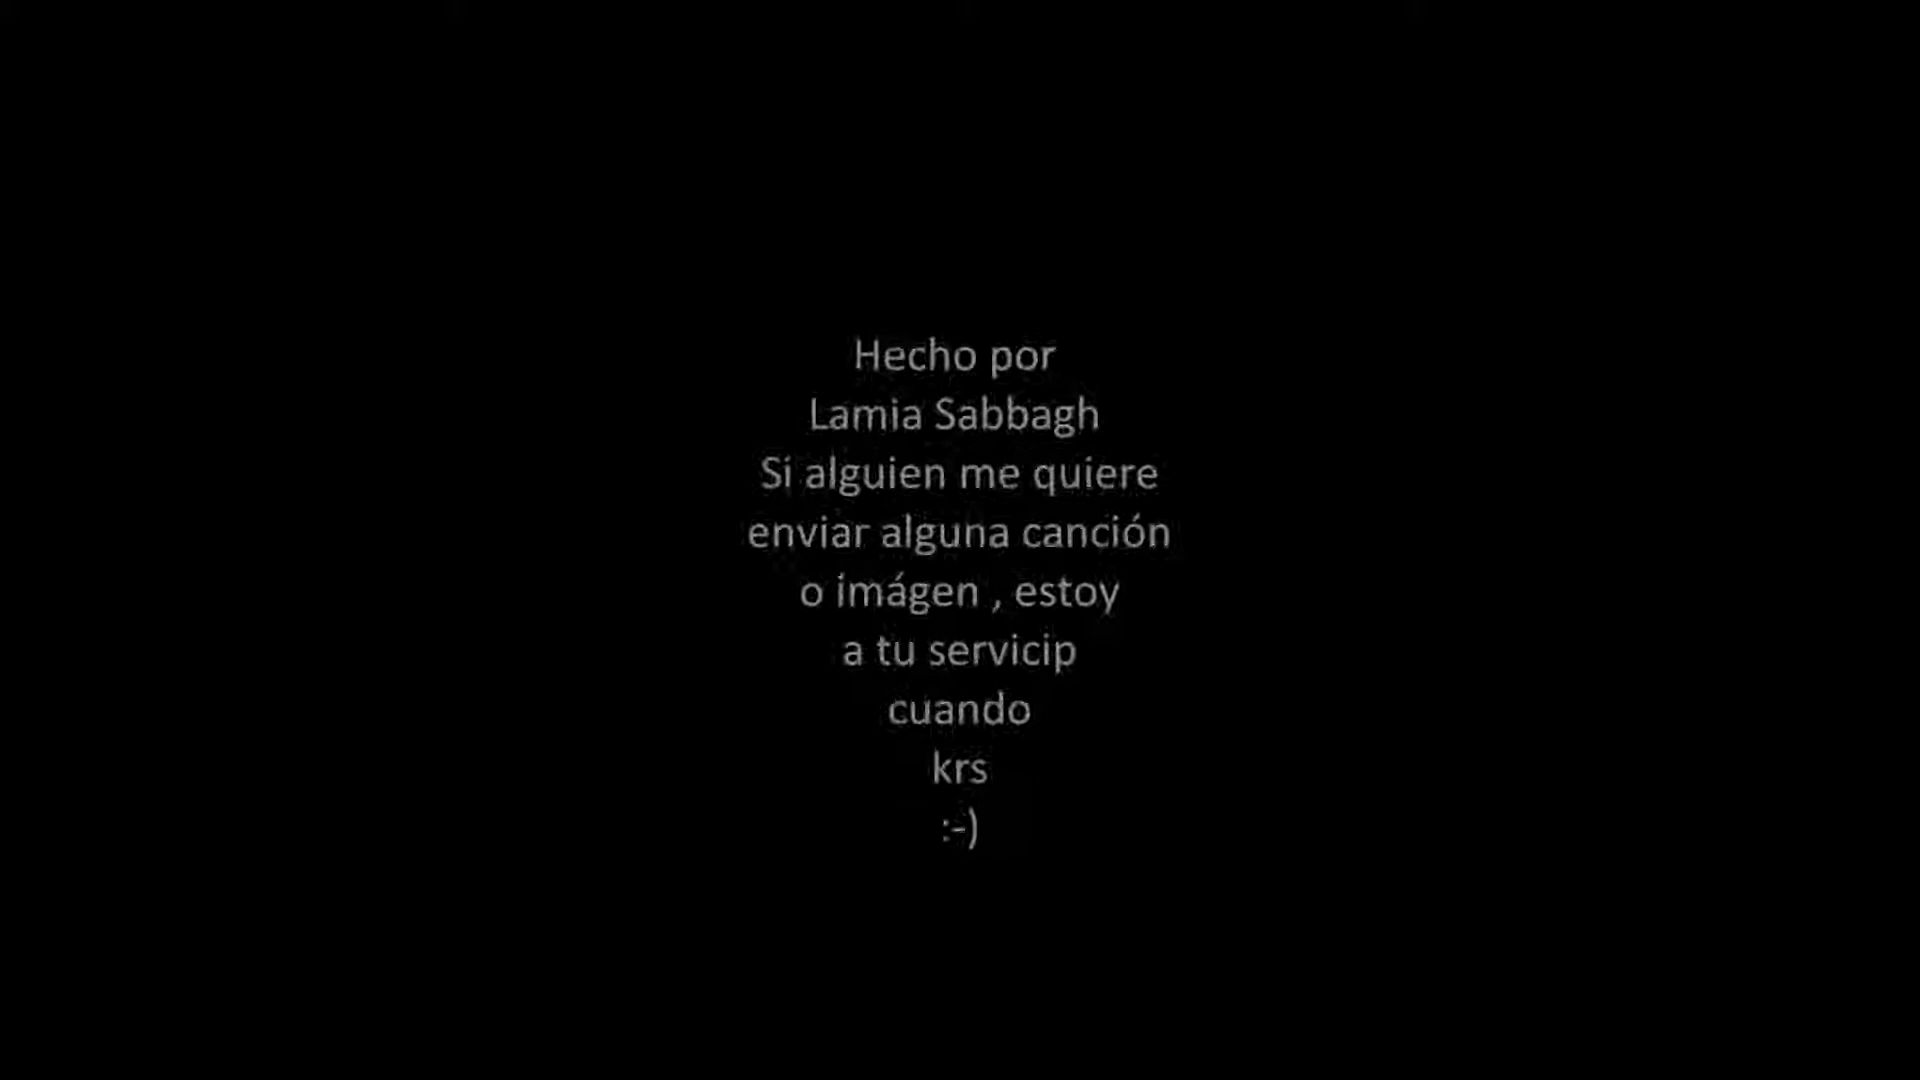 Hecho por
Lamia Sabbagh
Si alguien me quiere
enviar alguna canción
o imágen , estoy
a tu servicip
cuando
krs
:-)